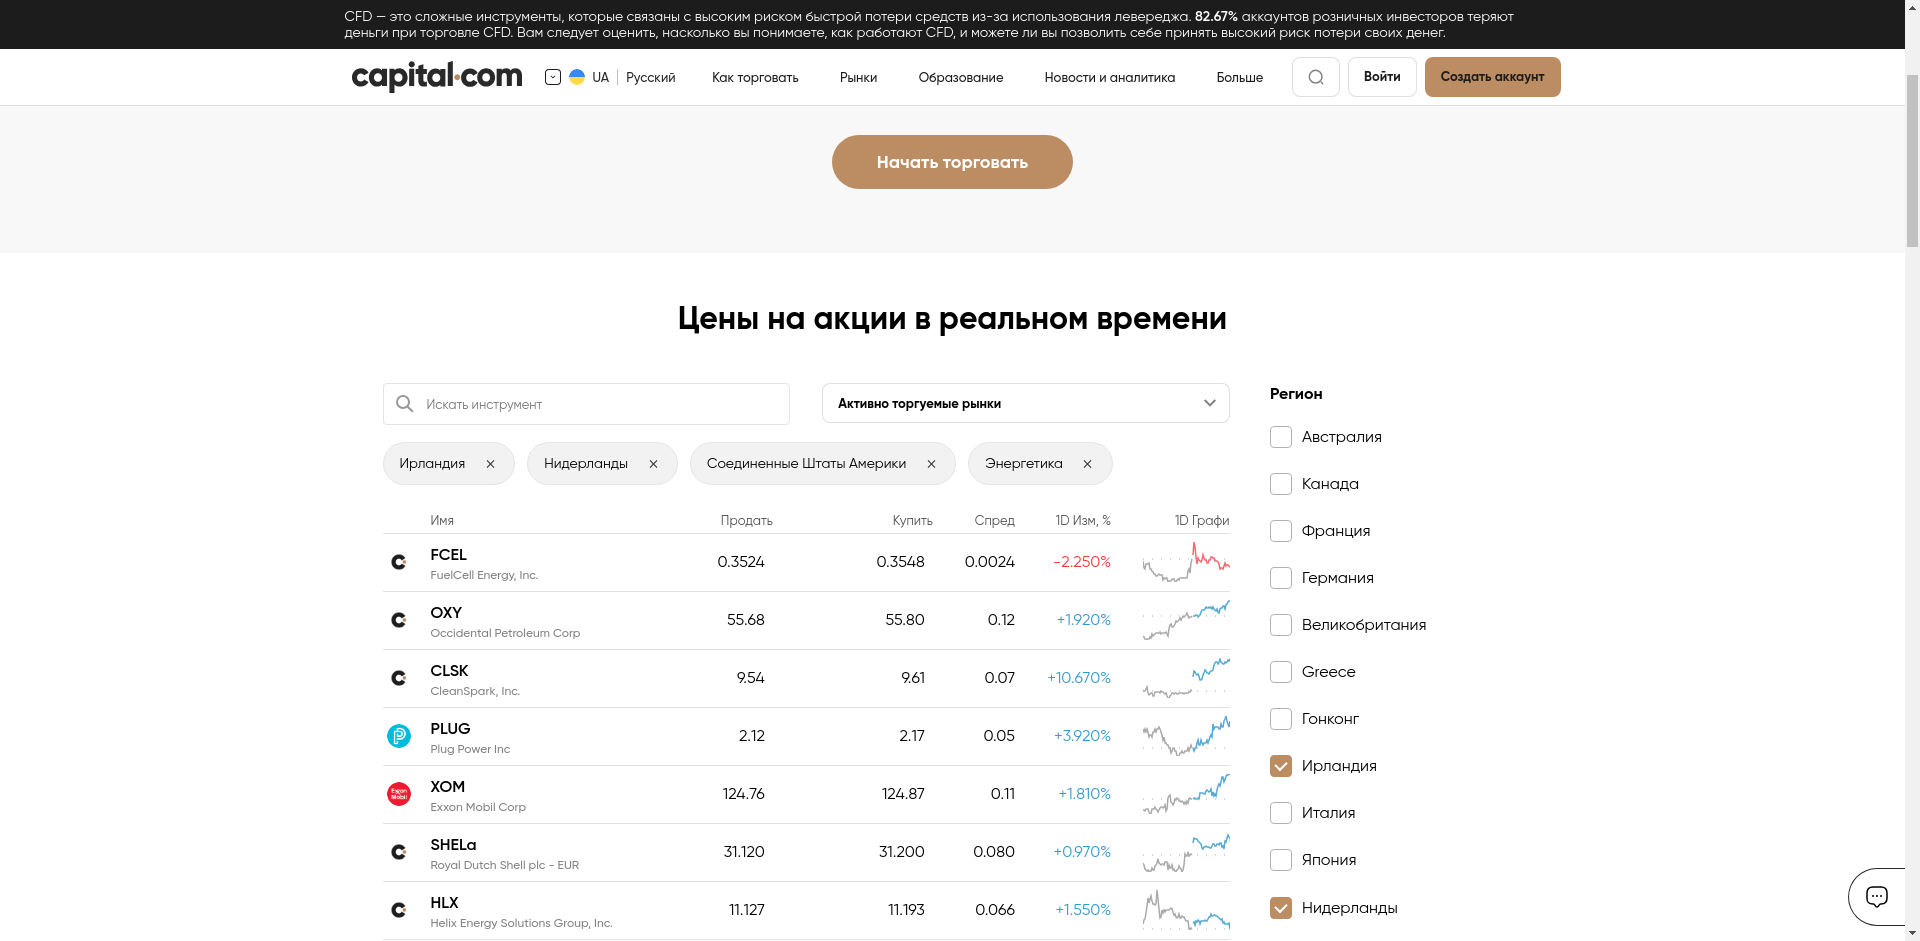 CFD — это сложные инструменты, которые связаны с высоким риском быстрой потери средств из-за использования левереджа. 82.67% аккаунтов розничных инвесторов теряют
деньги при торговле CFD. Вам следует оценить, насколько вы понимаете, как работают CFD, и можете ли вы позволить себе принять высокий риск потери своих денег.
capital.com UA Русский Как торговать Рынки Образование Новости и аналитика Больше Войти Создать аккаунт
Начать торговать
Цены на акции в реальном времени
Искать инструмент Активно торгуемые рынки
Ирландия Нидерланды Соединенные Штаты Америки Энергетика
Имя Продать Купить Спред 1D Изм, % 1D Графи
FCEL 0.3524 0.3548 0.0024 -2.250%
FuelCell Energy, Inc.
OXY 55.68 55.80 0.12 +1.920%
Occidental Petroleum Corp
CLSK 9.54 9.61 0.07 +10.670%
CleanSpark, Inc.
PLUG 2.12 2.17 0.05 +3.920%
Plug Power Inc
Exxon Mobil XOM 124.76 124.87 0.11 +1.810%
Exxon Mobil Corp
SHELa 31.120 31.200 0.080 +0.970%
Royal Dutch Shell plc - EUR
HLX 11.127 11.193 0.066 +1.550%
Helix Energy Solutions Group, Inc.
Регион
Австралия
Канада
Франция
Германия
Великобритания
Greece
Гонконг
Ирландия
Италия
Япония
Нидерланды